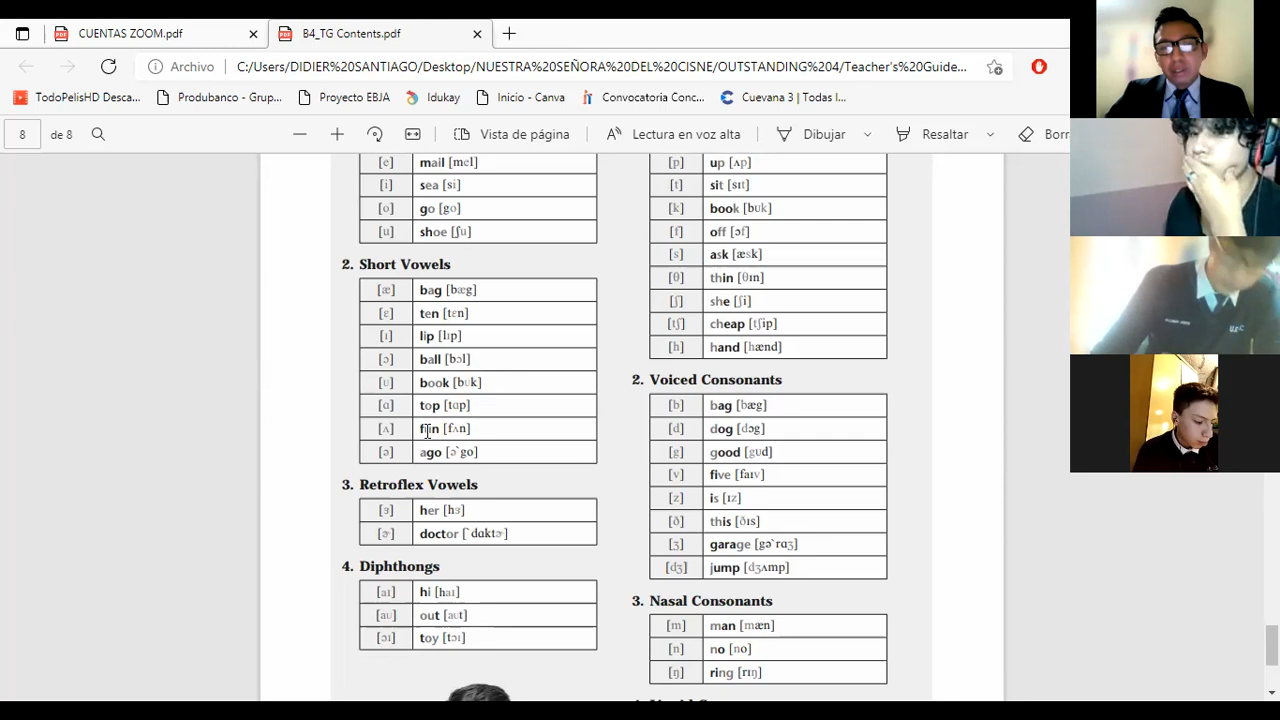 CUENTAS ZOOM.pdf
B4_TG Contents.pdf
Archivo
C:/Users/DIDIER%20SANTIAGO/Desktop/NUESTRA%20SEÑORA%20DEL%20CISNE/OUTSTANDING%204/Teacher's%20Guide...
TodoPelisHD Desca...
Produbanco - Grup...
Proyecto EBJA
Idukay
Inicio - Canva
Convocatoria Conc...
Cuevana 3 | Todas l...
8 de 8
Vista de página
Lectura en voz alta
Dibujar
Resaltar
Borr
[e] mail [mel]
[i] sea [si]
[o] go [go]
[u] shoe [ʃu]
2. Short Vowels
[æ] bag [bæg]
[ɛ] ten [tɛn]
[ɪ] lip [lɪp]
[ɔ] ball [bɔl]
[ʊ] book [bʊk]
[ɑ] top [tɑp]
[ʌ] fun [fʌn]
[ə] ago [ə`go]
3. Retroflex Vowels
[ɝ] her [hɝ]
[ɚ] doctor [`dɑktɚ]
4. Diphthongs
[aɪ] hi [haɪ]
[aʊ] out [aʊt]
[ɔɪ] toy [tɔɪ]
[p] up [ʌp]
[t] sit [sɪt]
[k] book [bʊk]
[f] off [ɔf]
[s] ask [æsk]
[θ] thin [θɪn]
[ʃ] she [ʃi]
[tʃ] cheap [tʃip]
[h] hand [hænd]
2. Voiced Consonants
[b] bag [bæg]
[d] dog [dɔg]
[g] good [gʊd]
[v] five [faɪv]
[z] is [ɪz]
[ð] this [ðɪs]
[ʒ] garage [gə`rɑʒ]
[dʒ] jump [dʒʌmp]
3. Nasal Consonants
[m] man [mæn]
[n] no [no]
[ŋ] ring [rɪŋ]